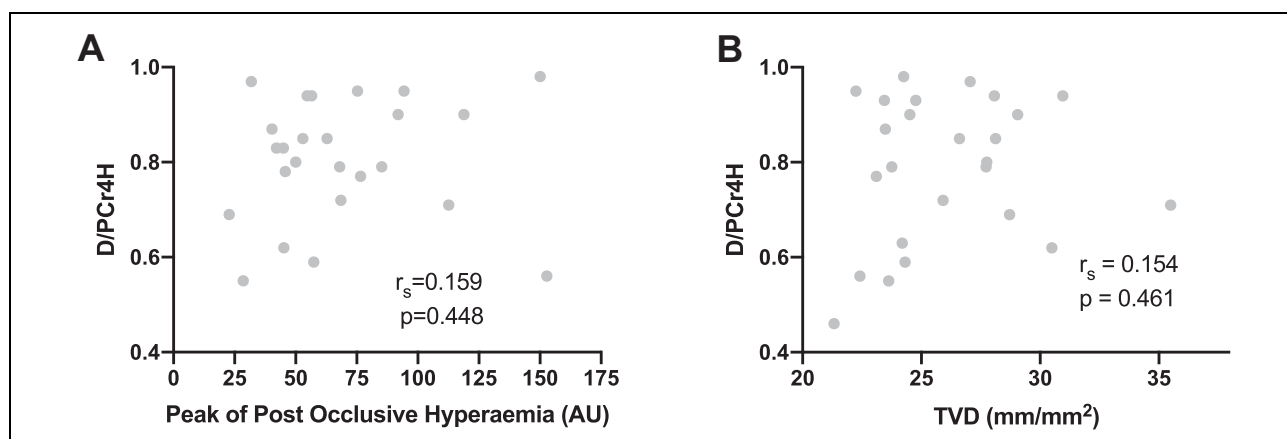 A
1.0
0.8
0.6
0.4
D/PCr4H
rs=0.159
p=0.448
0 25 50 75 100 125 150 175
Peak of Post Occlusive Hyperaemia (AU)
B
1.0
0.8
0.6
0.4
D/PCr4H
rs = 0.154
p = 0.461
20 25 30 35
TVD (mm/mm²)